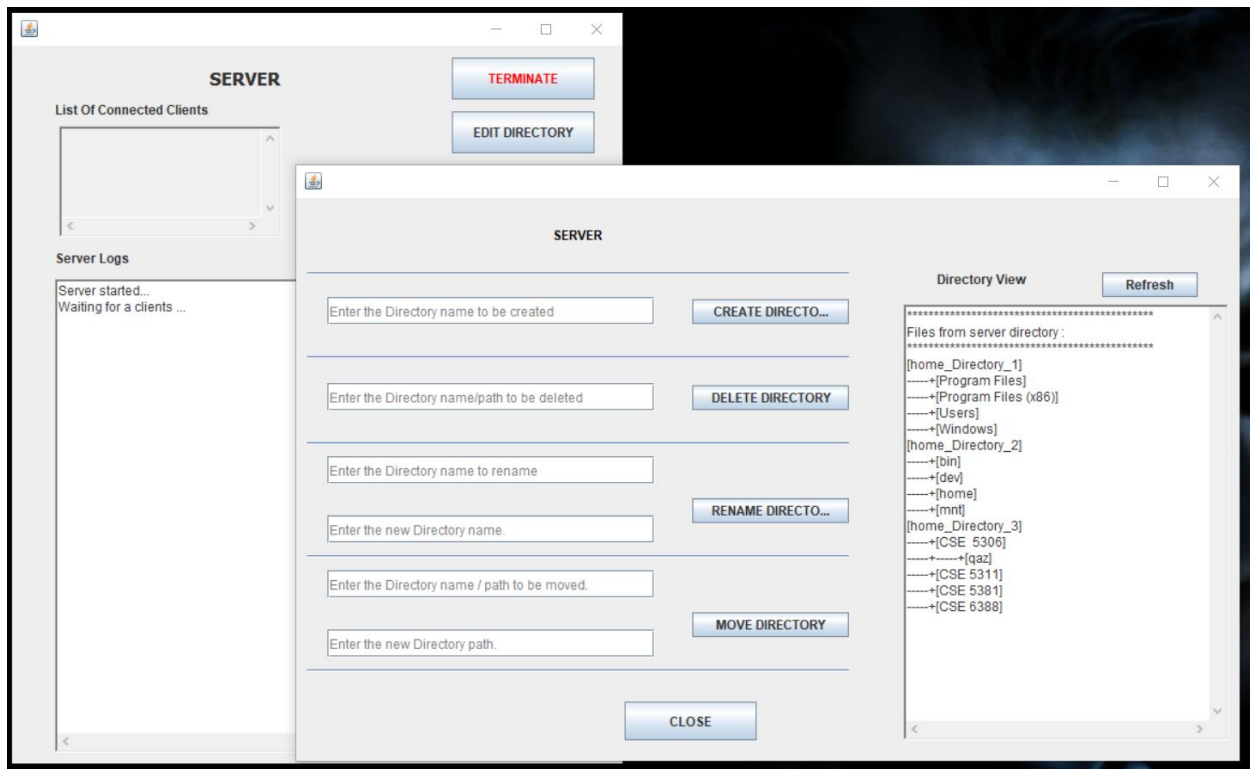 SERVER
TERMINATE
List Of Connected Clients
EDIT DIRECTORY
Server Logs
Server started...
Waiting for a clients ...
SERVER
Enter the Directory name to be created
CREATE DIRECTO...
Enter the Directory name/path to be deleted
DELETE DIRECTORY
Enter the Directory name to rename
RENAME DIRECTO...
Enter the new Directory name.
Enter the Directory name / path to be moved.
MOVE DIRECTORY
Enter the new Directory path.
CLOSE
Directory View
Refresh
**********************************************
Files from server directory :
**********************************************
[home_Directory_1]
-----+[Program Files]
-----+[Program Files (x86)]
-----+[Users]
-----+[Windows]
[home_Directory_2]
-----+[bin]
-----+[dev]
-----+[home]
-----+[mnt]
[home_Directory_3]
-----+[CSE  5306]
-----+-----+[qaz]
-----+[CSE 5311]
-----+[CSE 5381]
-----+[CSE 6388]